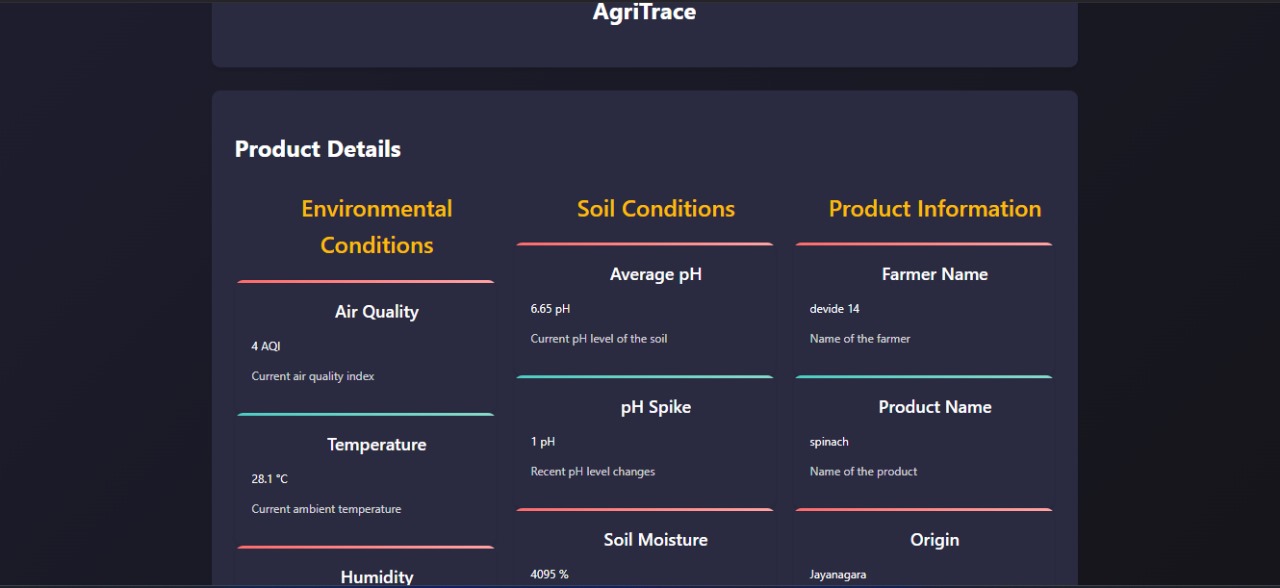 AgriTrace
Product Details
Environmental
Conditions
Air Quality
4 AQI
Current air quality index
Temperature
28.1 °C
Current ambient temperature
Humidity
Soil Conditions
Average pH
6.65 pH
Current pH level of the soil
pH Spike
1 pH
Recent pH level changes
Soil Moisture
4095 %
Product Information
Farmer Name
devide 14
Name of the farmer
Product Name
spinach
Name of the product
Origin
Jayanagara